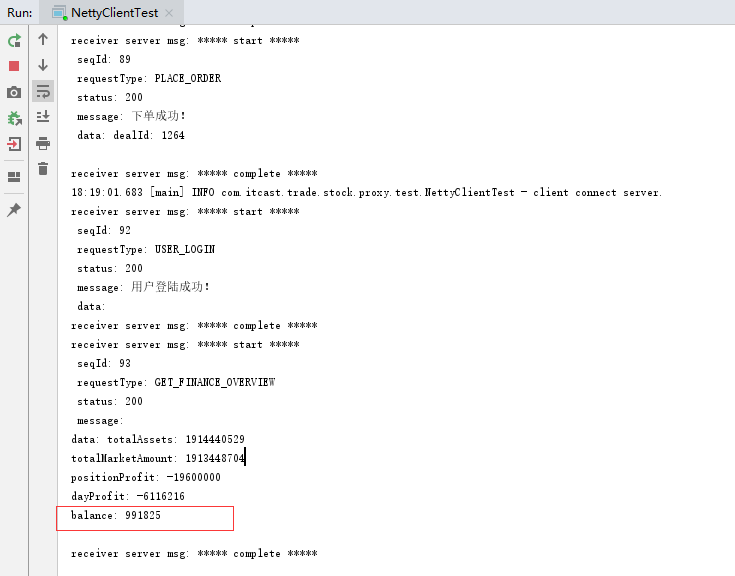 Run: NettyClientTest ×
receiver server msg: ***** start *****
seqId: 89
requestType: PLACE_ORDER
status: 200
message: 下单成功！
data: dealId: 1264
receiver server msg: ***** complete *****
18:19:01.683 [main] INFO com.itcast.trade.stock.proxy.test.NettyClientTest - client connect server.
receiver server msg: ***** start *****
seqId: 92
requestType: USER_LOGIN
status: 200
message: 用户登陆成功！
data:
receiver server msg: ***** complete *****
receiver server msg: ***** start *****
seqId: 93
requestType: GET_FINANCE_OVERVIEW
status: 200
message:
data: totalAssets: 1914440529
totalMarketAmount: 1913448704
positionProfit: -19600000
dayProfit: -6116216
balance: 991825
receiver server msg: ***** complete *****